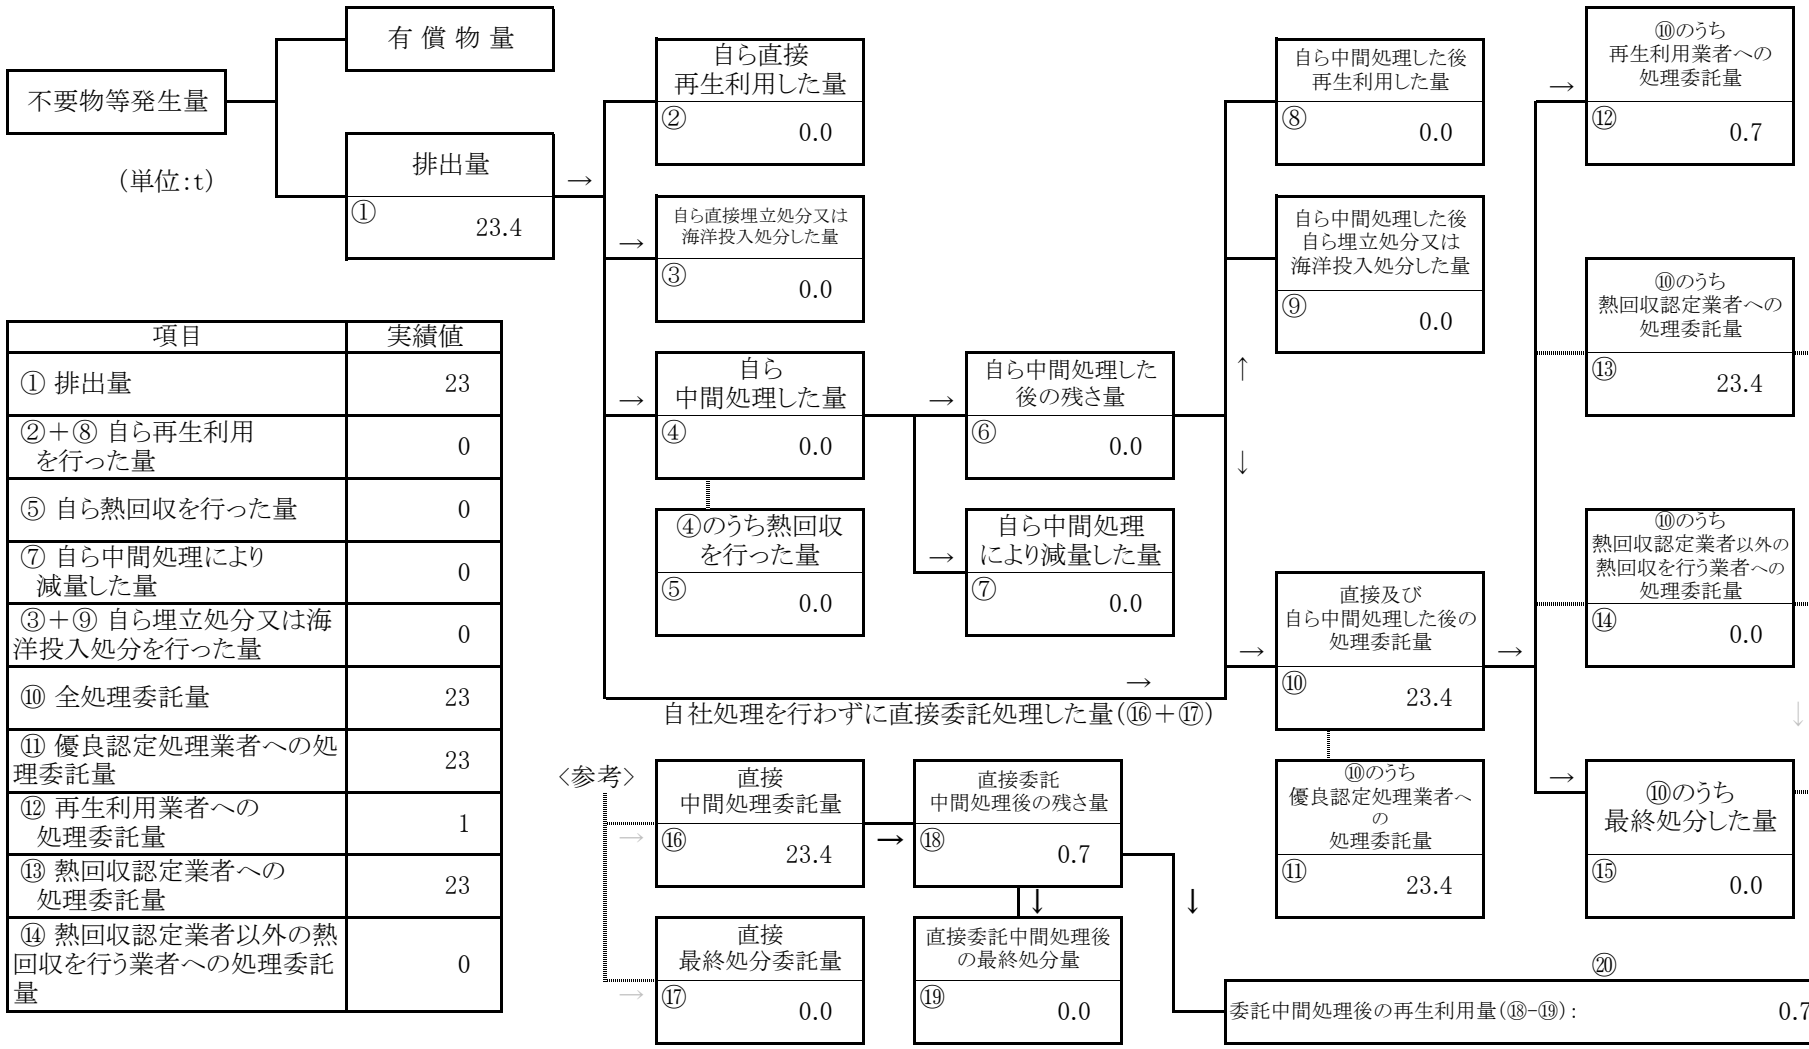 有 償 物 量
不要物等発生量
（単位：t）
排出量
→
①
23.4
自ら直接
再生利用した量
②
0.0
→
自ら直接埋立処分又は
海洋投入処分した量
③
0.0
→
自ら
中間処理した量
④
0.0
④のうち熱回収
を行った量
⑤
0.0
→
自ら中間処理した
後の残さ量
⑥
0.0
→
自ら中間処理
により減量した量
⑦
0.0
↑
↓
自ら中間処理した後
再生利用した量
⑧
0.0
自ら中間処理した後
自ら埋立処分又は
海洋投入処分した量
⑨
0.0
→
自社処理を行わずに直接委託処理した量（⑯＋⑰）
→
直接及び
自ら中間処理した後の
処理委託量
⑩
23.4
⑩のうち
優良認定処理業者へ
の
処理委託量
⑪
23.4
→
→
⑩のうち
再生利用業者への
処理委託量
⑫
0.7
⑩のうち
熱回収認定業者への
処理委託量
⑬
23.4
⑩のうち
熱回収認定業者以外の
熱回収を行う業者への
処理委託量
⑭
0.0
↓
→
⑩のうち
最終処分した量
⑮
0.0
項目 実績値
① 排出量 23
②＋⑧ 自ら再生利用
を行った量 0
⑤ 自ら熱回収を行った量 0
⑦ 自ら中間処理により
減量した量 0
③＋⑨ 自ら埋立処分又は海
洋投入処分を行った量 0
⑩ 全処理委託量 23
⑪ 優良認定処理業者への処
理委託量 23
⑫ 再生利用業者への
処理委託量 1
⑬ 熱回収認定業者への
処理委託量 23
⑭ 熱回収認定業者以外の熱
回収を行う業者への処理委託
量 0
〈参考〉
→
直接
中間処理委託量
⑯
23.4
→
直接委託
中間処理後の残さ量
⑱
0.7
↓
↓
→
直接
最終処分委託量
⑰
0.0
直接委託中間処理後
の最終処分量
⑲
0.0
⑳
委託中間処理後の再生利用量（⑱-⑲）： 0.7